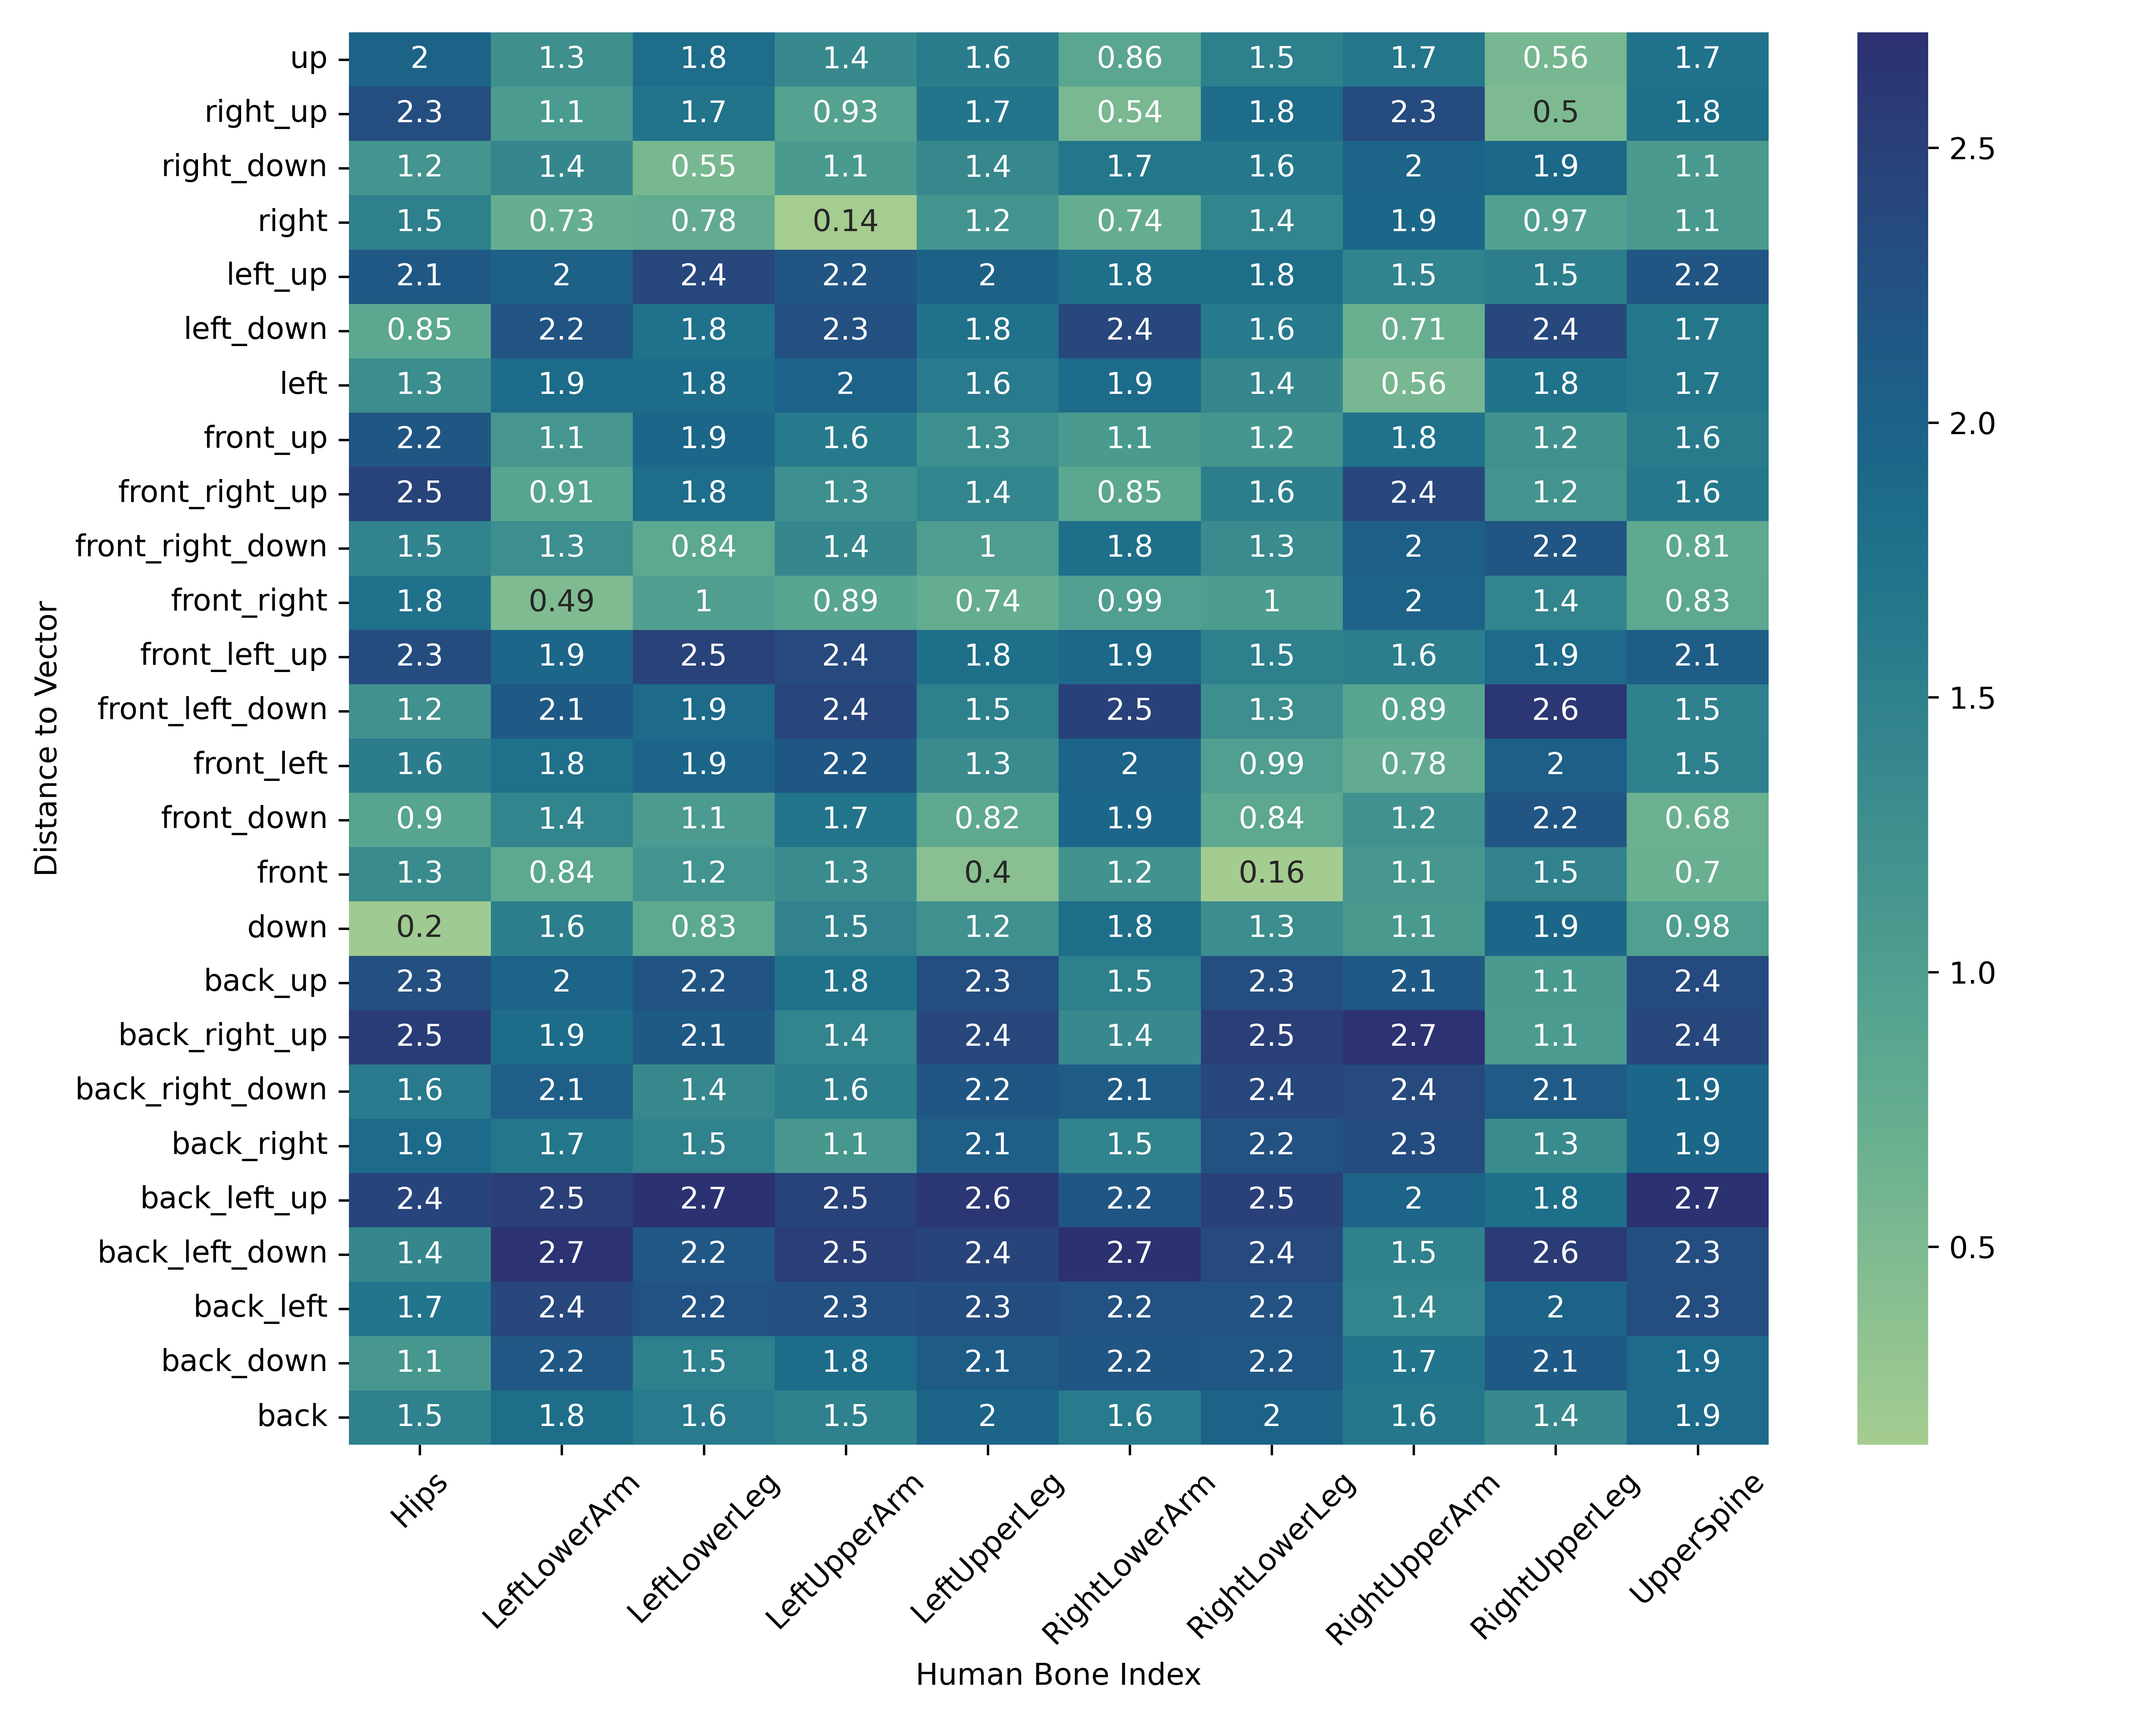 up 2 1.3 1.8 1.4 1.6 0.86 1.5 1.7 0.56 1.7
right_up 2.3 1.1 1.7 0.93 1.7 0.54 1.8 2.3 0.5 1.8
right_down 1.2 1.4 0.55 1.1 1.4 1.7 1.6 2 1.9 1.1
right 1.5 0.73 0.78 0.14 1.2 0.74 1.4 1.9 0.97 1.1
left_up 2.1 2 2.4 2.2 2 1.8 1.8 1.5 1.5 2.2
left_down 0.85 2.2 1.8 2.3 1.8 2.4 1.6 0.71 2.4 1.7
left 1.3 1.9 1.8 2 1.6 1.9 1.4 0.56 1.8 1.7
front_up 2.2 1.1 1.9 1.6 1.3 1.1 1.2 1.8 1.2 1.6
front_right_up 2.5 0.91 1.8 1.3 1.4 0.85 1.6 2.4 1.2 1.6
front_right_down 1.5 1.3 0.84 1.4 1 1.8 1.3 2 2.2 0.81
front_right 1.8 0.49 1 0.89 0.74 0.99 1 2 1.4 0.83
front_left_up 2.3 1.9 2.5 2.4 1.8 1.9 1.5 1.6 1.9 2.1
front_left_down 1.2 2.1 1.9 2.4 1.5 2.5 1.3 0.89 2.6 1.5
front_left 1.6 1.8 1.9 2.2 1.3 2 0.99 0.78 2 1.5
front_down 0.9 1.4 1.1 1.7 0.82 1.9 0.84 1.2 2.2 0.68
front 1.3 0.84 1.2 1.3 0.4 1.2 0.16 1.1 1.5 0.7
down 0.2 1.6 0.83 1.5 1.2 1.8 1.3 1.1 1.9 0.98
back_up 2.3 2 2.2 1.8 2.3 1.5 2.3 2.1 1.1 2.4
back_right_up 2.5 1.9 2.1 1.4 2.4 1.4 2.5 2.7 1.1 2.4
back_right_down 1.6 2.1 1.4 1.6 2.2 2.1 2.4 2.4 2.1 1.9
back_right 1.9 1.7 1.5 1.1 2.1 1.5 2.2 2.3 1.3 1.9
back_left_up 2.4 2.5 2.7 2.5 2.6 2.2 2.5 2 1.8 2.7
back_left_down 1.4 2.7 2.2 2.5 2.4 2.7 2.4 1.5 2.6 2.3
back_left 1.7 2.4 2.2 2.3 2.3 2.2 2.2 1.4 2 2.3
back_down 1.1 2.2 1.5 1.8 2.1 2.2 2.2 1.7 2.1 1.9
back 1.5 1.8 1.6 1.5 2 1.6 2 1.6 1.4 1.9
Hips LeftLowerArm LeftLowerLeg LeftUpperArm LeftUpperLeg RightLowerArm RightLowerLeg RightUpperArm RightUpperLeg UpperSpine
Human Bone Index
Distance to Vector
2.5
2.0
1.5
1.0
0.5